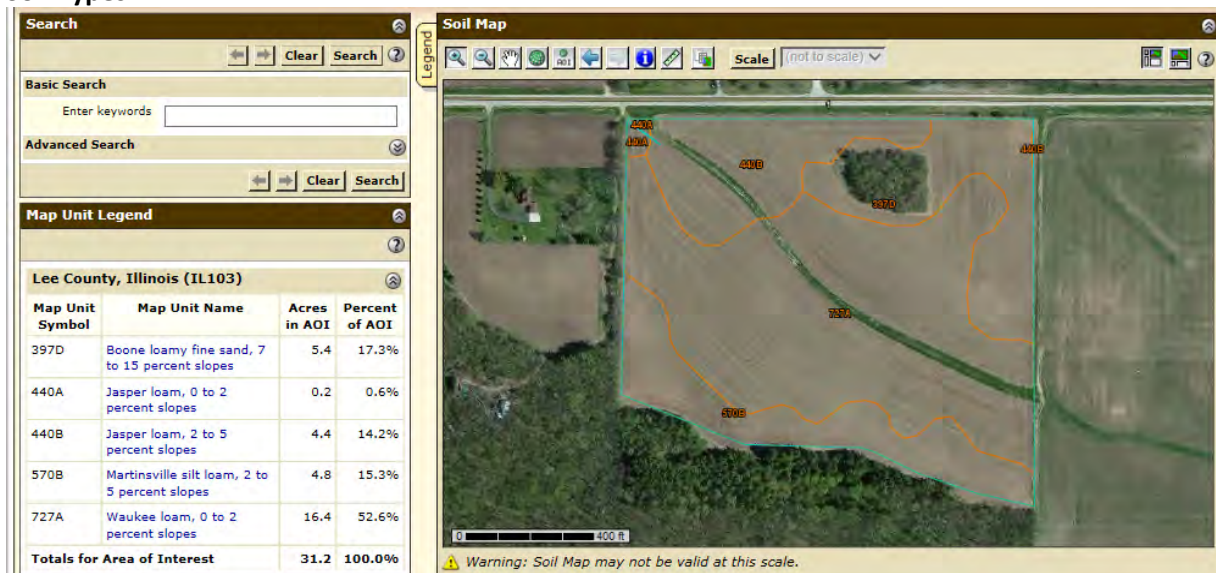 Search
Clear Search
Basic Search
Enter keywords
Advanced Search
Clear Search
Map Unit Legend
Lee County, Illinois (IL103)
Map Unit Symbol Map Unit Name Acres in AOI Percent of AOI
397D Boone loamy fine sand, 7 to 15 percent slopes 5.4 17.3%
440A Jasper loam, 0 to 2 percent slopes 0.2 0.6%
440B Jasper loam, 2 to 5 percent slopes 4.4 14.2%
570B Martinsville silt loam, 2 to 5 percent slopes 4.8 15.3%
727A Waukee loam, 0 to 2 percent slopes 16.4 52.6%
Totals for Area of Interest 31.2 100.0%
Legend
Soil Map
AOI Scale (not to scale)
440A
440A
440B
440B
397D
727A
570B
0 400 ft
Warning: Soil Map may not be valid at this scale.